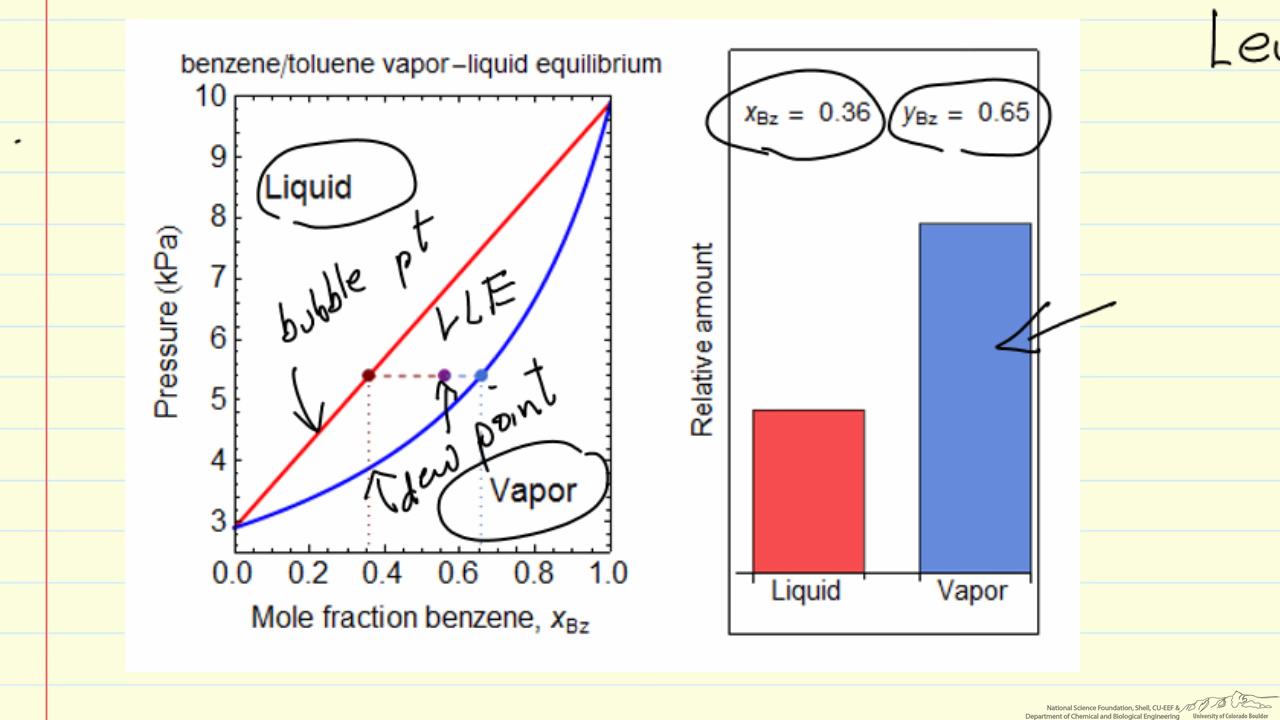 Le
benzene/toluene vapor–liquid equilibrium
10
9
8
7
6
5
4
3
Pressure (kPa)
Liquid
bubble pt
VLE
dew point
Vapor
0.0 0.2 0.4 0.6 0.8 1.0
Mole fraction benzene, xBz
xBz = 0.36 yBz = 0.65
Relative amount
Liquid Vapor
National Science Foundation, Shell, CU-EEF &
Department of Chemical and Biological Engineering
University of Colorado Boulder